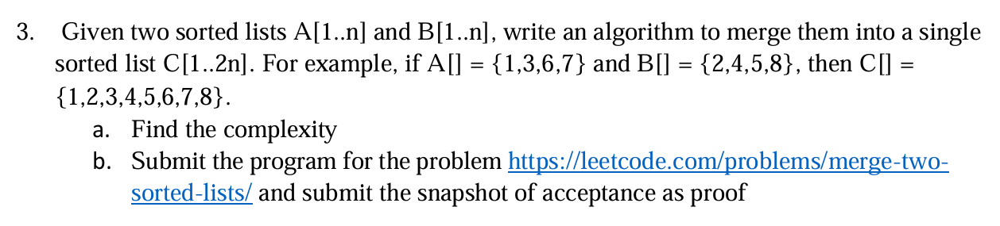 3. Given two sorted lists A[1..n] and B[1..n], write an algorithm to merge them into a single
sorted list C[1..2n]. For example, if A[] = {1,3,6,7} and B[] = {2,4,5,8}, then C[] =
{1,2,3,4,5,6,7,8}.
a. Find the complexity
b. Submit the program for the problem https://leetcode.com/problems/merge-two-
sorted-lists/ and submit the snapshot of acceptance as proof